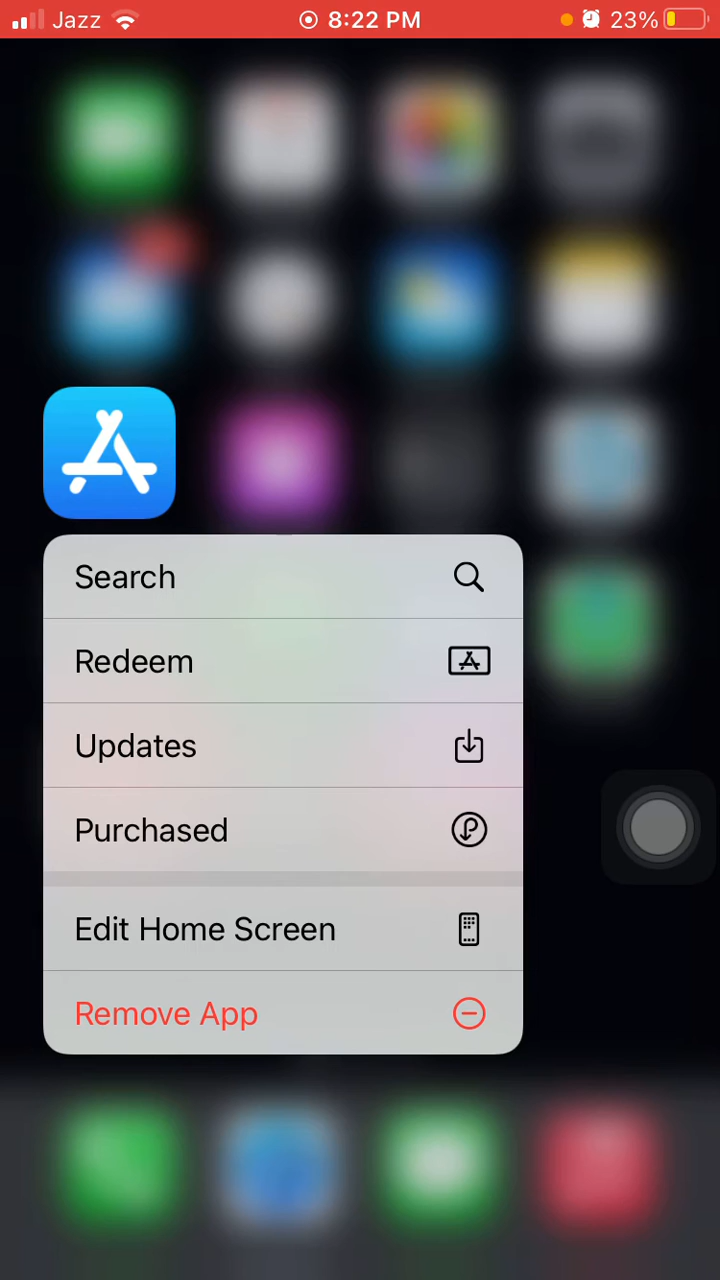 Jazz 8:22 PM 23%
Search
Redeem
Updates
Purchased
Edit Home Screen
Remove App